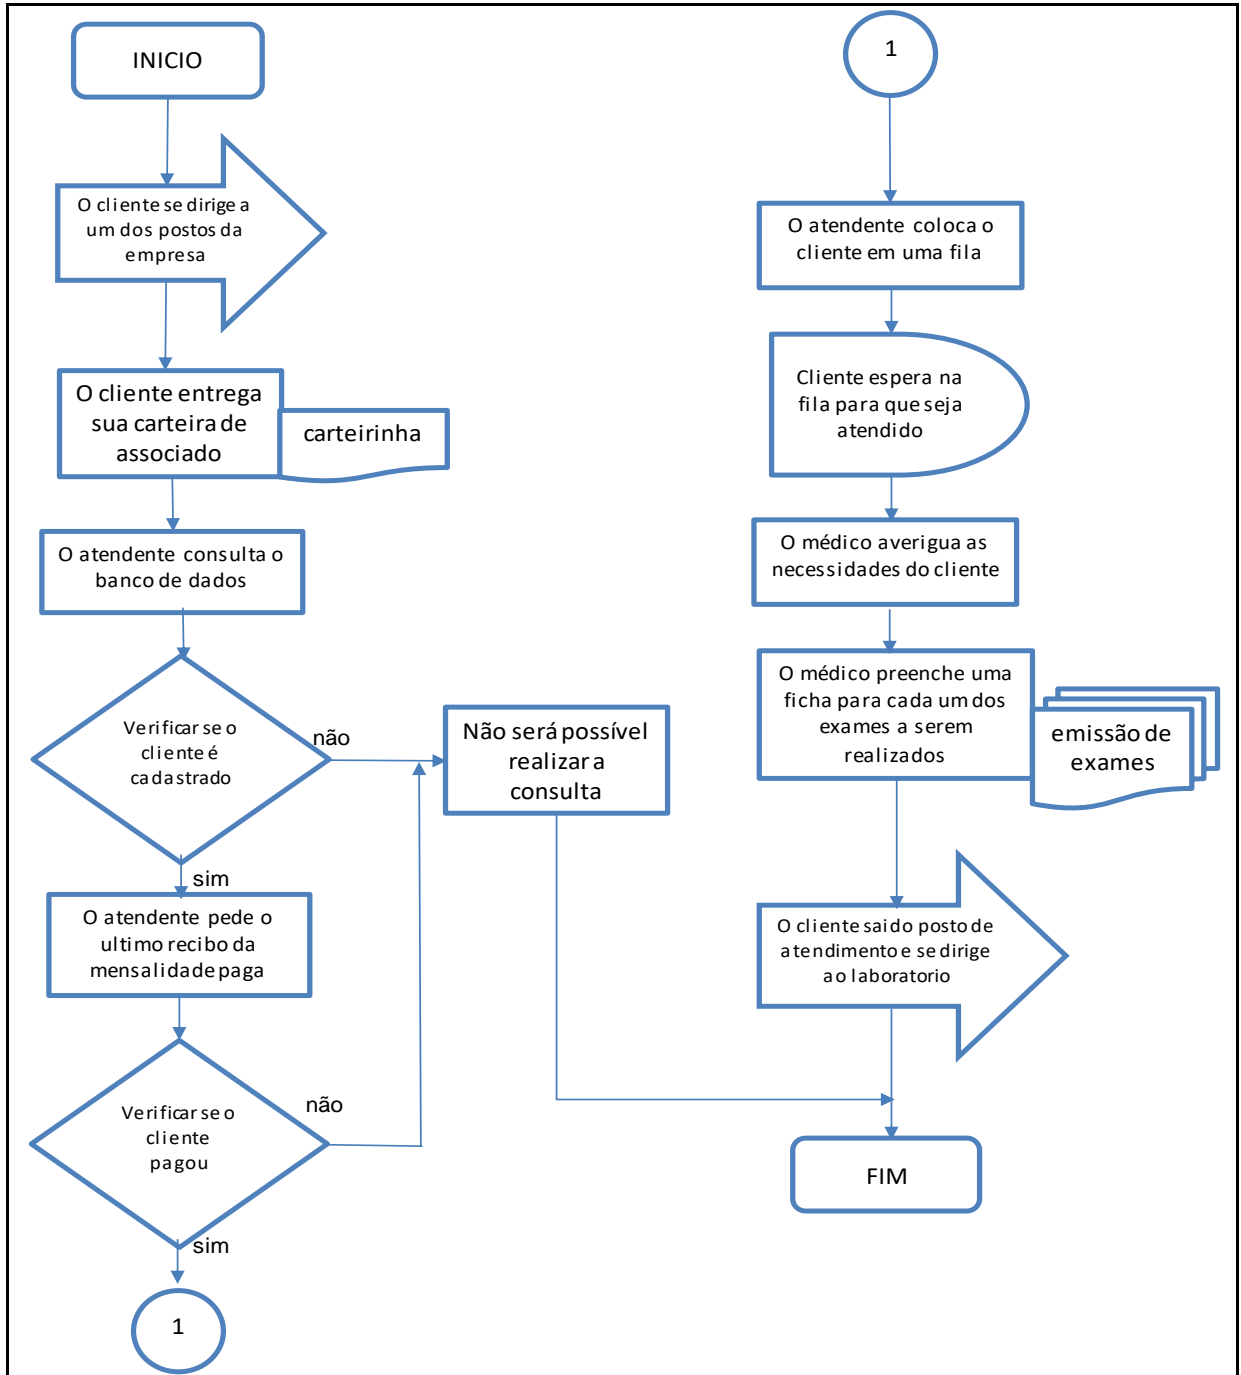 INICIO
O cliente se dirige a
um dos postos da
empresa
O cliente entrega
sua carteira de
associado
carteirinha
O atendente consulta o
banco de dados
Verificar se o
cliente é
cadastrado
não
sim
Não será possível
realizar a
consulta
O atendente pede o
ultimo recibo da
mensalidade paga
Verificar se o
cliente
pagou
não
sim
1
1
O atendente coloca o
cliente em uma fila
Cliente espera na
fila para que seja
atendido
O médico averigua as
necessidades do cliente
O médico preenche uma
ficha para cada um dos
exames a serem
realizados
emissão de
exames
O cliente sai do posto de
atendimento e se dirige
ao laboratorio
FIM